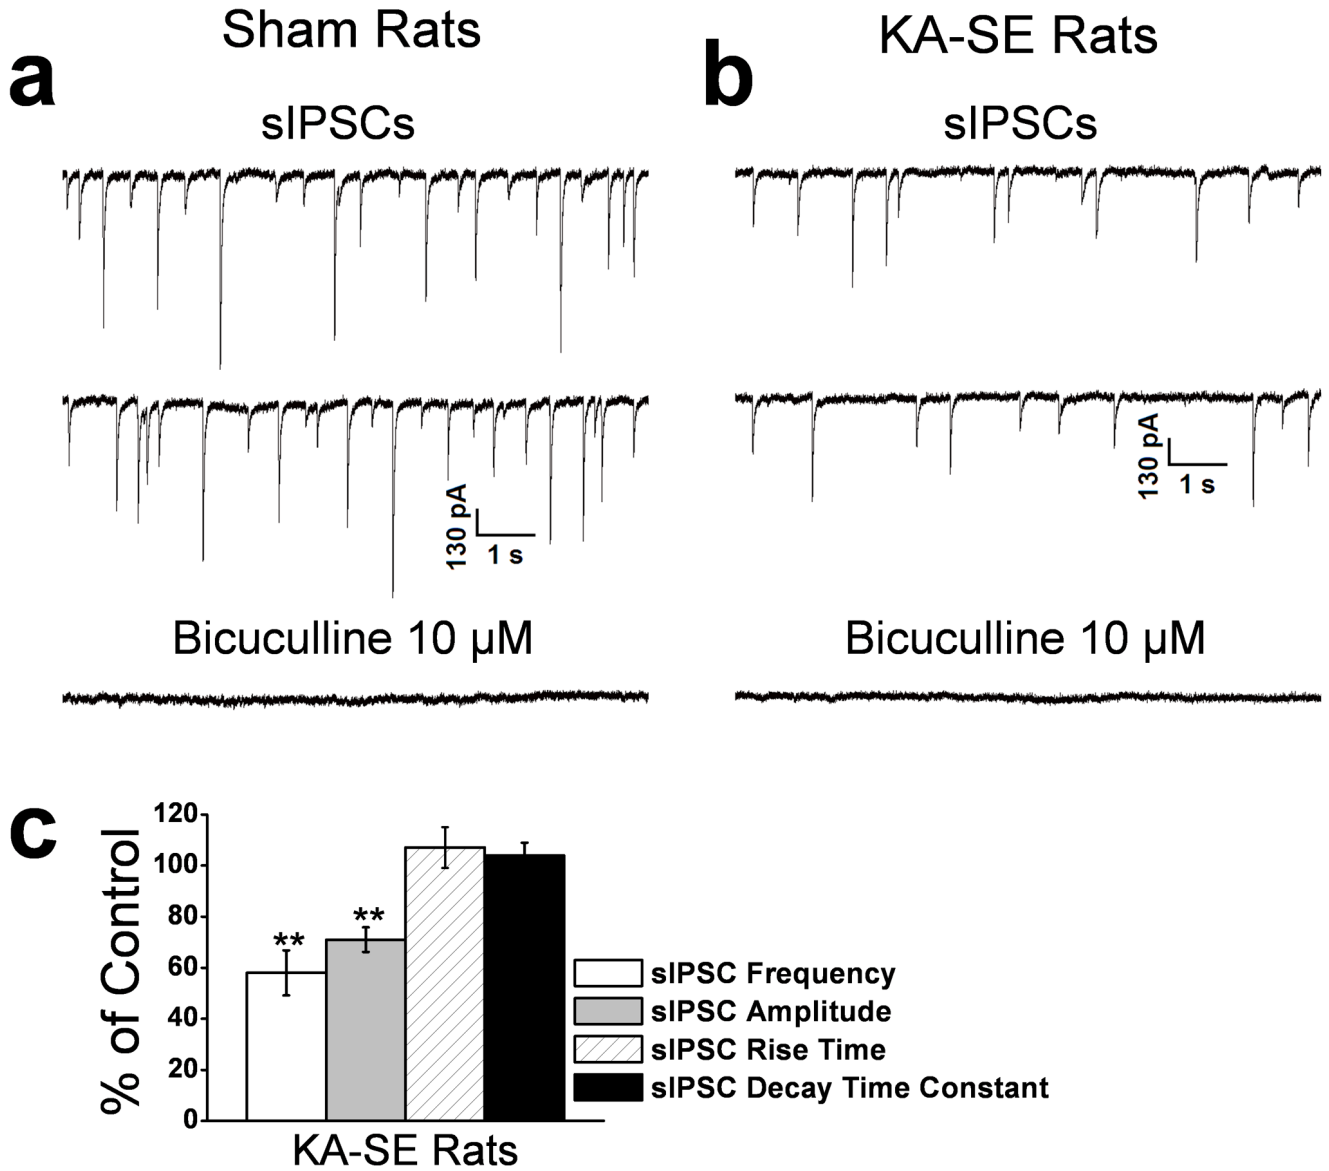 Sham Rats
KA-SE Rats
a
b
sIPSCs
sIPSCs
130 pA
1 s
130 pA
1 s
Bicuculline 10 µM
Bicuculline 10 µM
c
% of Control
120
100
80
60
40
20
0
**
**
sIPSC Frequency
sIPSC Amplitude
sIPSC Rise Time
sIPSC Decay Time Constant
KA-SE Rats